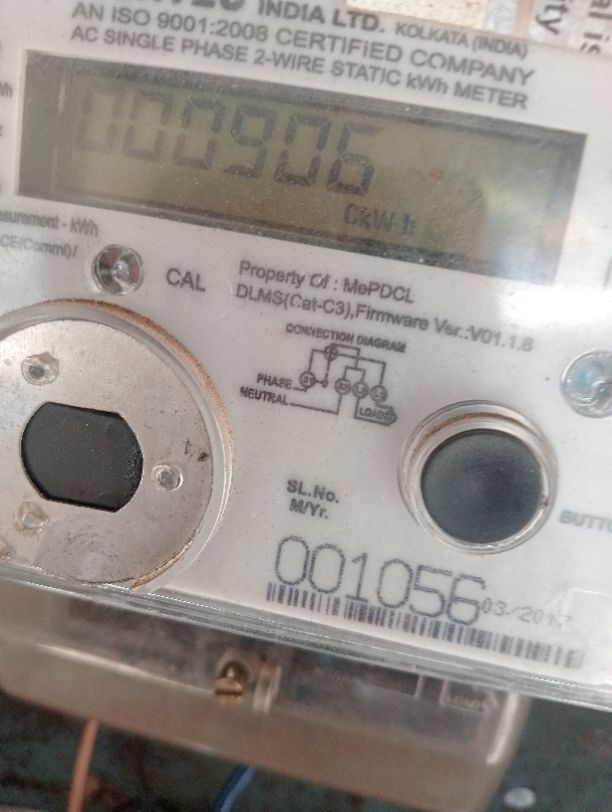 INDIA LTD. KOLKATA (INDIA)
AN ISO 9001:2008 CERTIFIED COMPANY
AC SINGLE PHASE 2-WIRE STATIC kWh METER
000906
CkWh
- kWh
CAL
Property Of : MePDCL
DLMS(Cat-C3),Firmware Ver.:V01.1.8
CONNECTION DIAGRAM
PHASE
NEUTRAL
LOAD
SL.No.
M/Yr.
001056